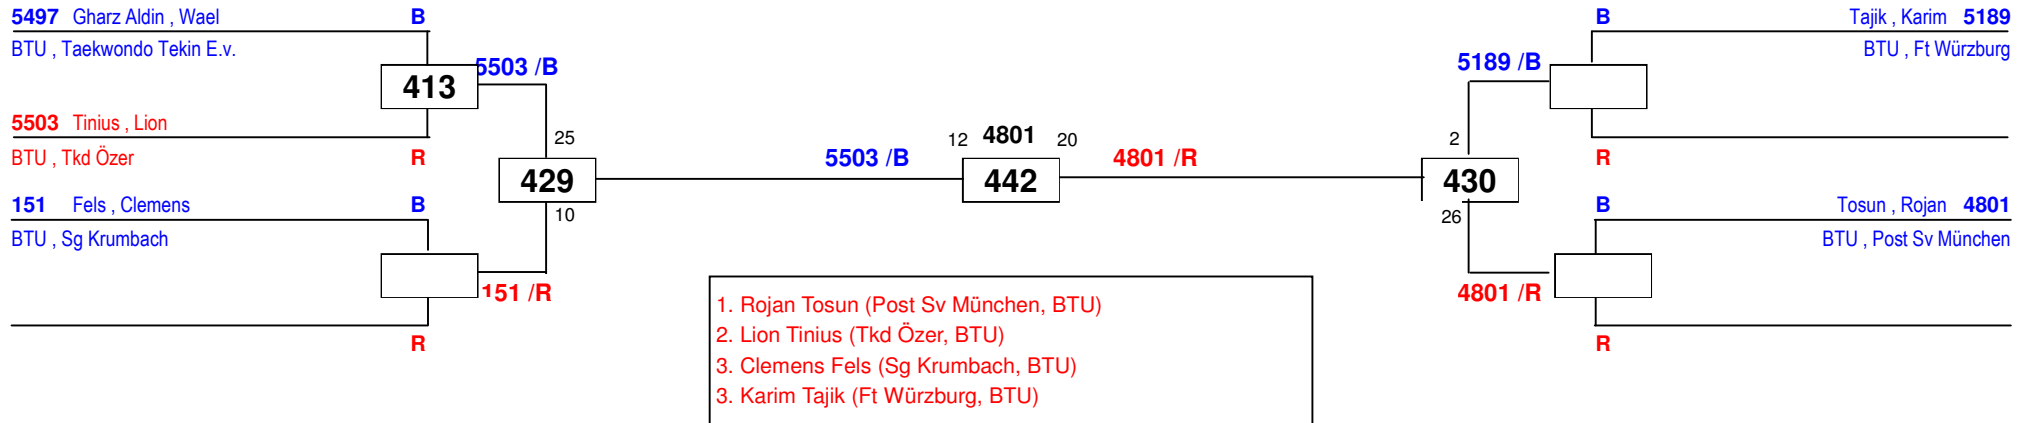 5497 Gharz Aldin , Wael B
BTU , Taekwondo Tekin E.v.
413
5503 /B
5503 Tinius , Lion
BTU , Tkd Özer R
25
429
10
151 Fels , Clemens B
BTU , Sg Krumbach
151 /R
R
5503 /B
12 4801 20
442
4801 /R
B Tajik , Karim 5189
BTU , Ft Würzburg
5189 /B
R
2
430
26
B Tosun , Rojan 4801
BTU , Post Sv München
4801 /R
R
1. Rojan Tosun (Post Sv München, BTU)
2. Lion Tinius (Tkd Özer, BTU)
3. Clemens Fels (Sg Krumbach, BTU)
3. Karim Tajik (Ft Würzburg, BTU)